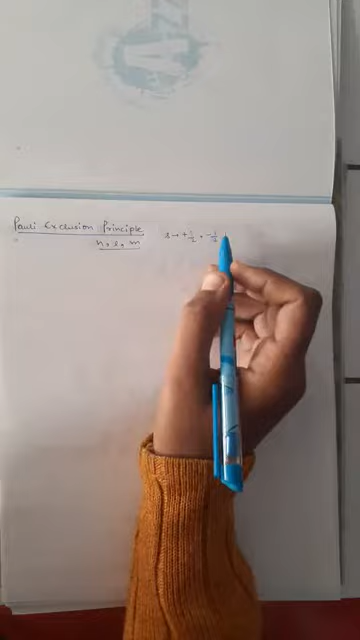 Pauli Exclusion Principle s → +1/2, -1/2
n, l, m